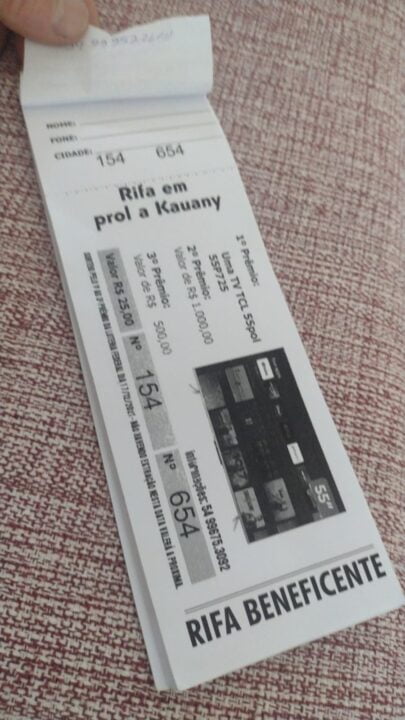 NOME:
FONE:
CIDADE:
154 654
Rifa em
prol a Kauany
1º Prêmio:
Uma TV TCL 55pol
55P725
2º Prêmio:
Valor de R$ 1.000,00
3º Prêmio:
Valor de R$ 500,00
Valor R$ 25,00 Nº 154 Nº 654
55"
Informações: 54 99675.3092
RIFA BENEFICENTE